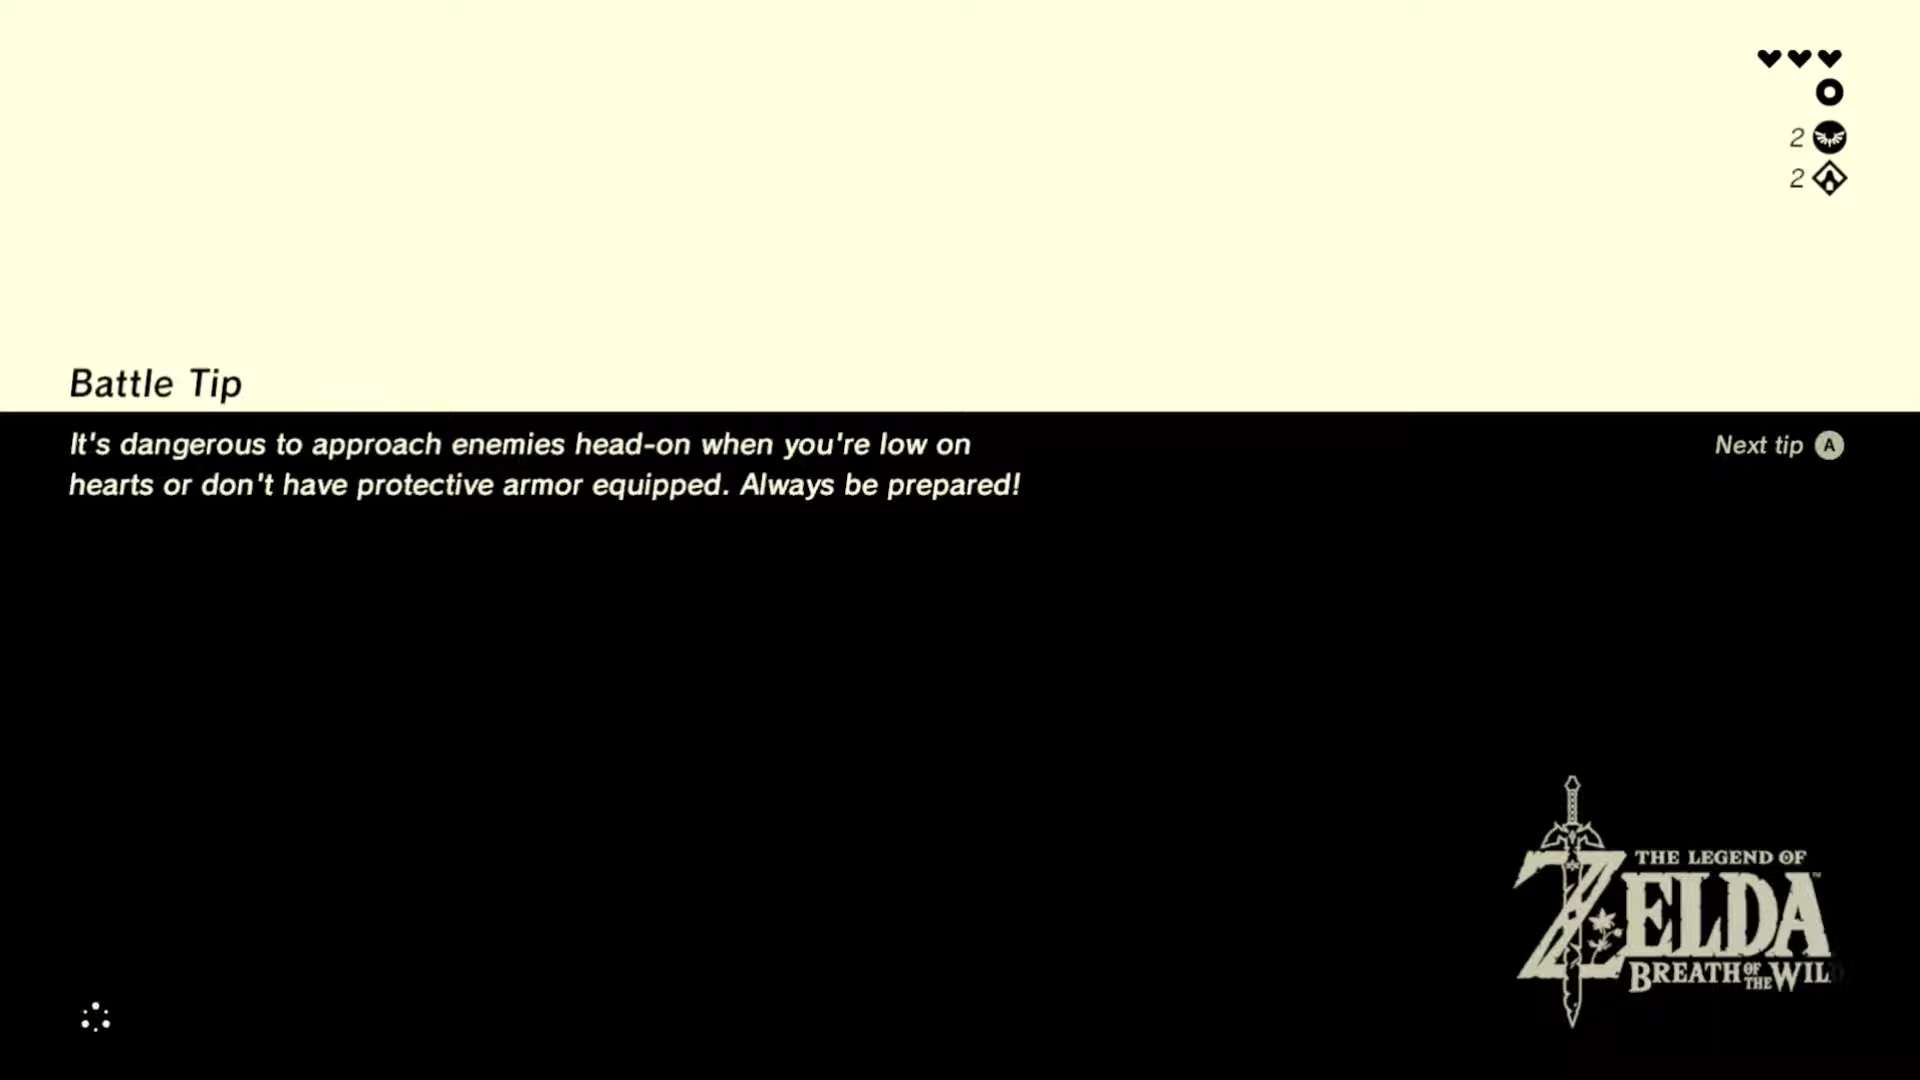 2
2
Battle Tip
It's dangerous to approach enemies head-on when you're low on
hearts or don't have protective armor equipped. Always be prepared!
Next tip A
THE LEGEND OF
ZELDA™
BREATH OF THE WILD